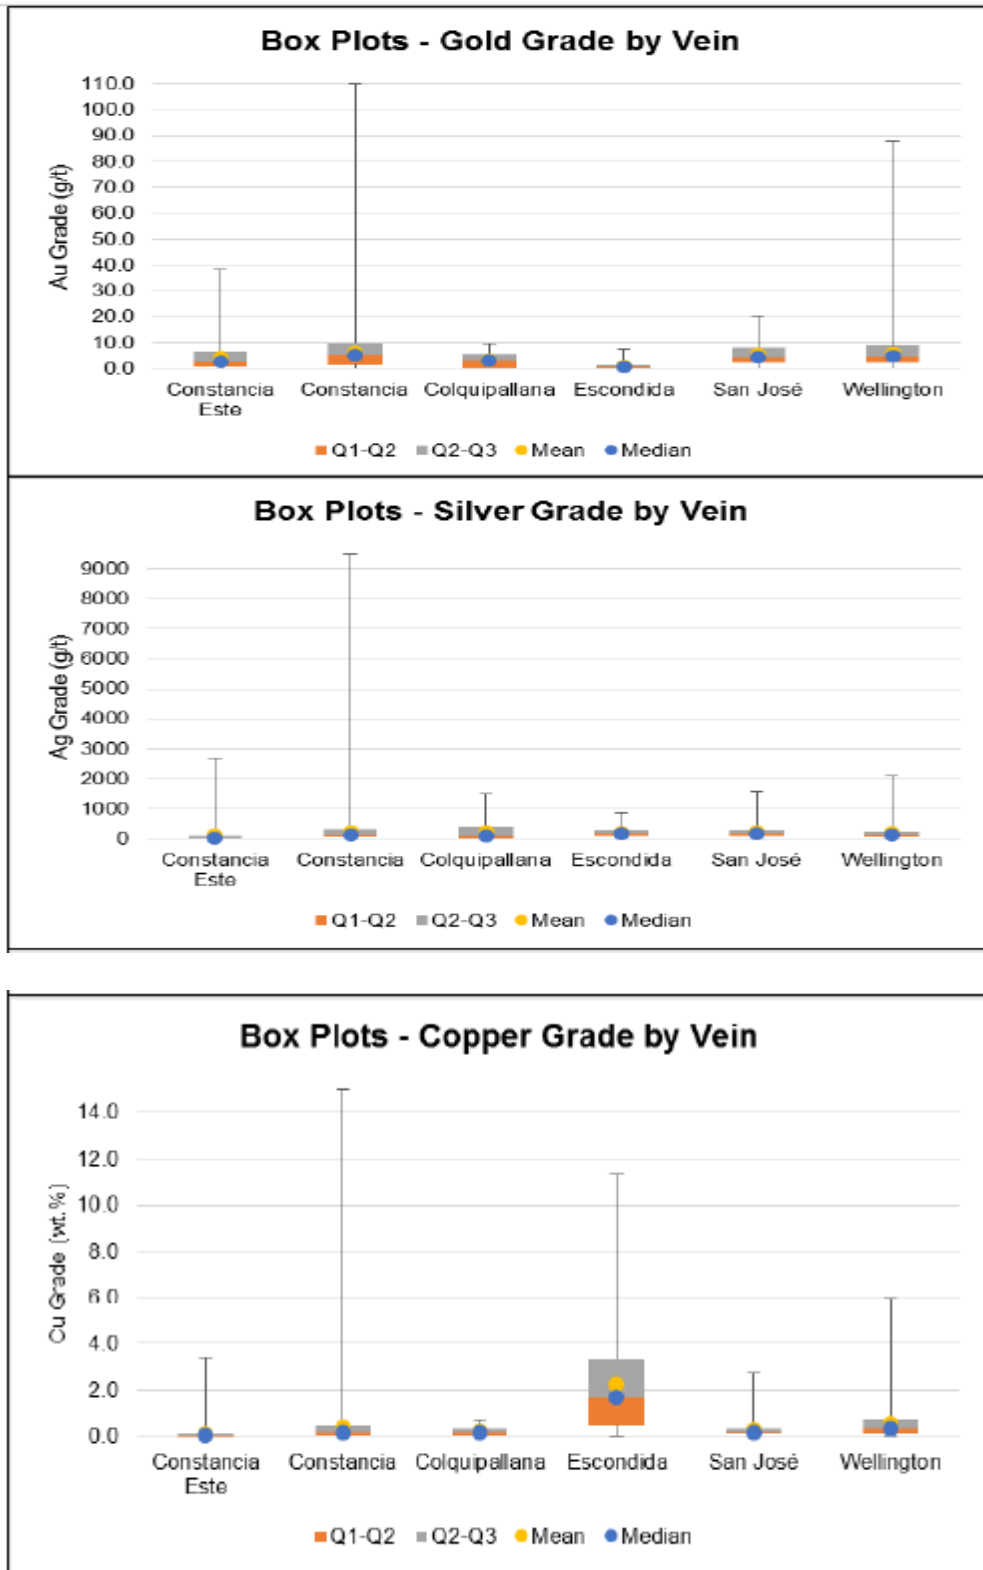 Box Plots - Gold Grade by Vein
110.0
100.0
90.0
80.0
70.0
60.0
50.0
40.0
30.0
20.0
10.0
0.0
Au Grade (g/t)
Constancia Constancia Colquipallana Escondida San José Wellington
Este
Q1-Q2 Q2-Q3 Mean Median
Box Plots - Silver Grade by Vein
9000
8000
7000
6000
5000
4000
3000
2000
1000
0
Ag Grade (g/t)
Constancia Constancia Colquipallana Escondida San José Wellington
Este
Q1-Q2 Q2-Q3 Mean Median
Box Plots - Copper Grade by Vein
14.0
12.0
10.0
8.0
6.0
4.0
2.0
0.0
Cu Grade (wt.%)
Constancia Constancia Colquipallana Escondida San José Wellington
Este
Q1-Q2 Q2-Q3 Mean Median